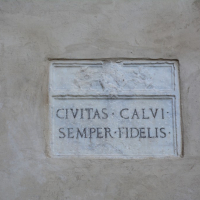 CIVITAS · CALVI ·
SEMPER · FIDELIS ·